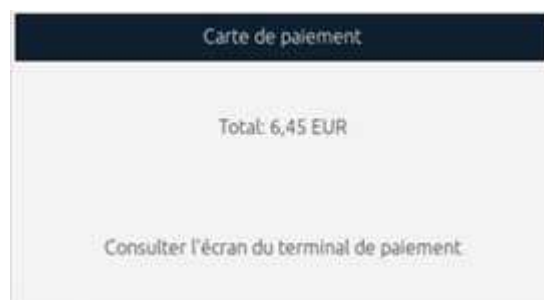 Carte de paiement
Total: 6,45 EUR
Consulter l'écran du terminal de paiement